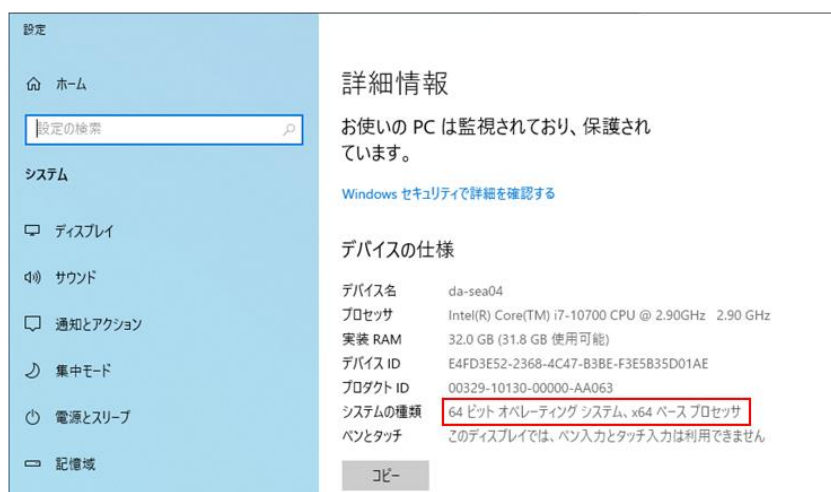 設定
ホーム
設定の検索
システム
ディスプレイ
サウンド
通知とアクション
集中モード
電源とスリープ
記憶域
詳細情報
お使いの PC は監視されており、保護され
ています。
Windows セキュリティで詳細を確認する
デバイスの仕様
デバイス名 da-sea04
プロセッサ Intel(R) Core(TM) i7-10700 CPU @ 2.90GHz 2.90 GHz
実装 RAM 32.0 GB (31.8 GB 使用可能)
デバイス ID E4FD3E52-2368-4C47-B3BE-F3E5B35D01AE
プロダクト ID 00329-10130-00000-AA063
システムの種類 64 ビット オペレーティング システム、x64 ベース プロセッサ
ペンとタッチ このディスプレイでは、ペン入力とタッチ入力は利用できません
コピー